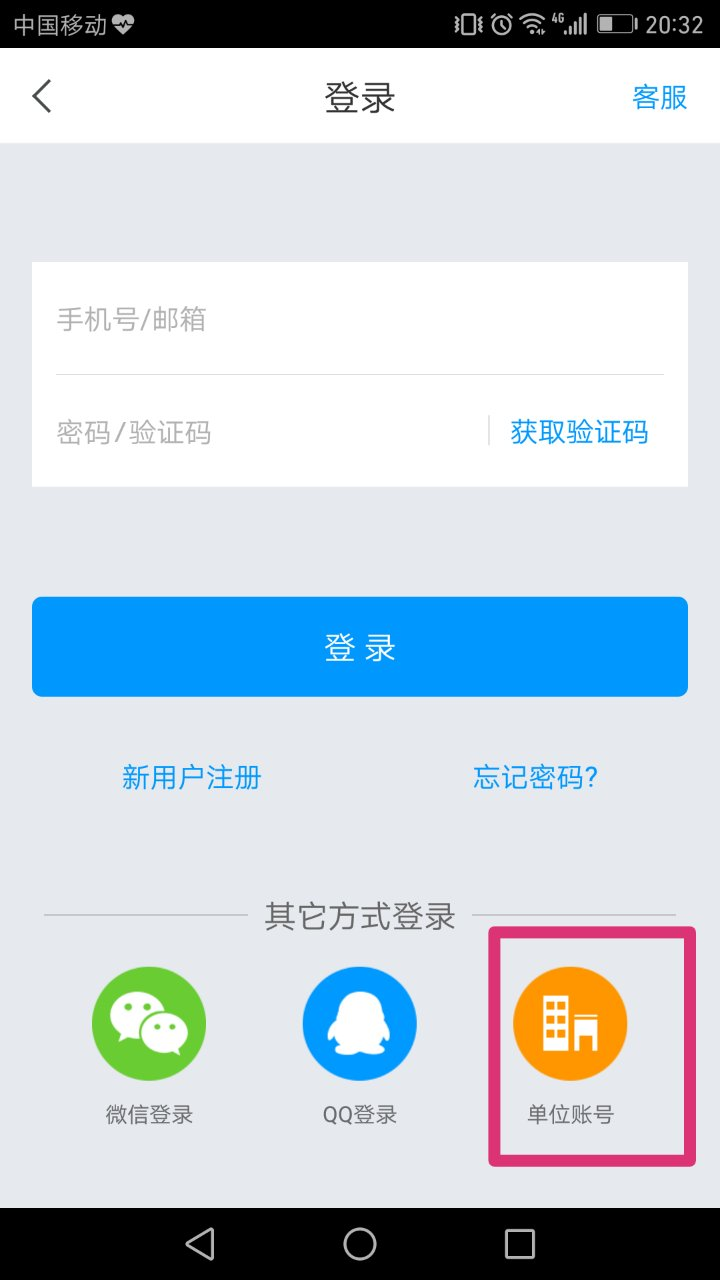 中国移动 4G 20:32
登录 客服
手机号/邮箱
密码/验证码 获取验证码
登 录
新用户注册 忘记密码?
其它方式登录
微信登录 QQ登录 单位账号